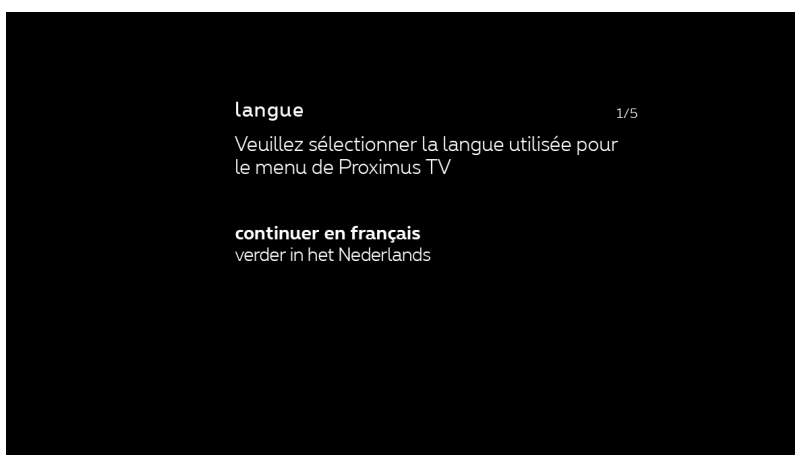 langue
1/5
Veuillez sélectionner la langue utilisée pour
le menu de Proximus TV
continuer en français
verder in het Nederlands